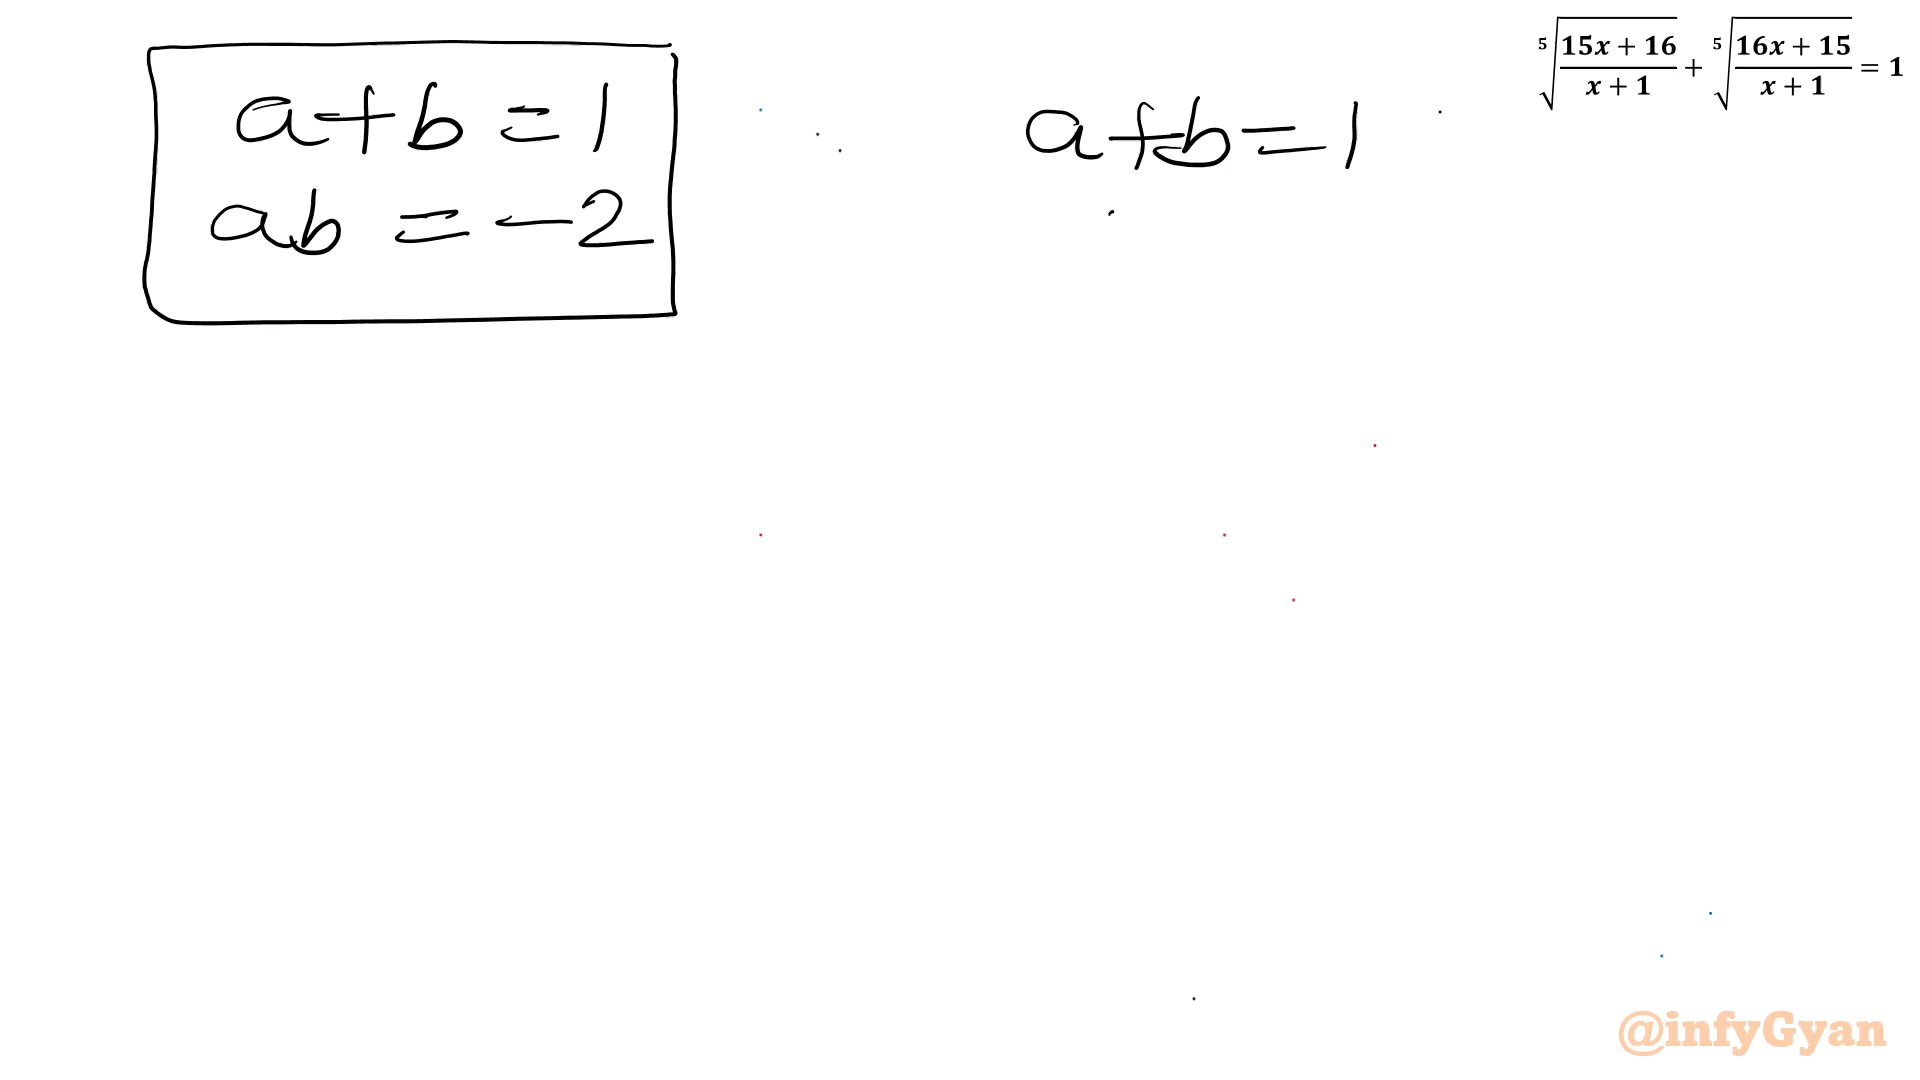 a+b=1
ab=-2
a+b=1
⁵√((15x+16)/(x+1)) + ⁵√((16x+15)/(x+1)) = 1
@infyGyan